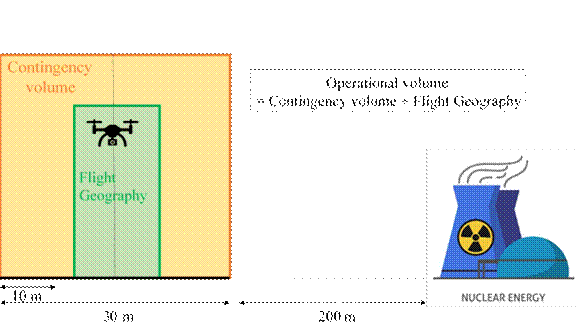 Contingency
volume
Operational volume
= Contingency volume + Flight Geography
Flight
Geography
NUCLEAR ENERGY
10 m
30 m
200 m